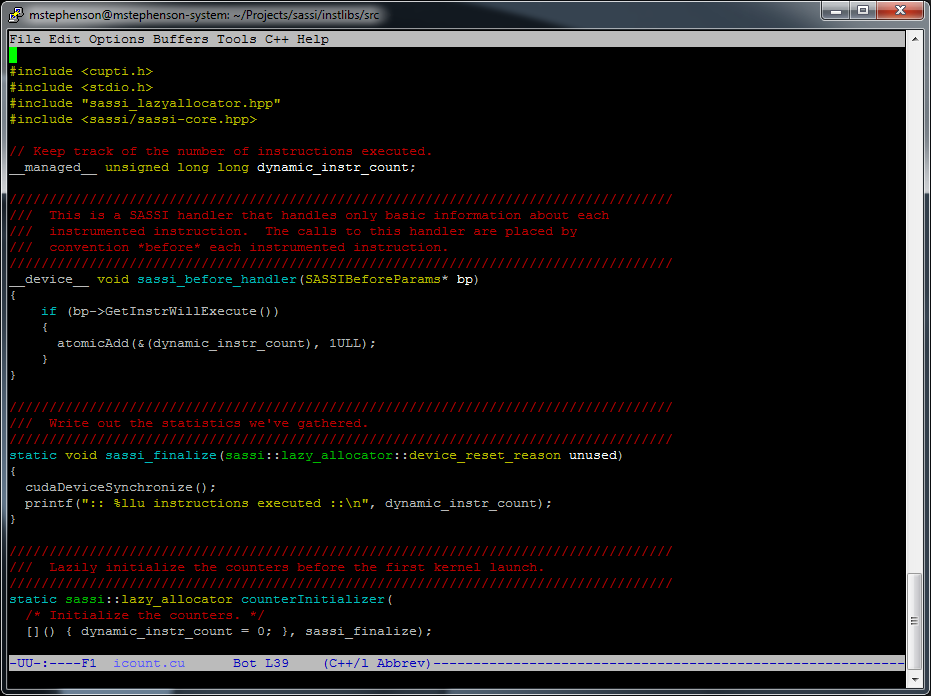 mstephenson@mstephenson-system: ~/Projects/sassi/instlibs/src
File Edit Options Buffers Tools C++ Help
#include <cupti.h>
#include <stdio.h>
#include "sassi_lazyallocator.hpp"
#include <sassi/sassi-core.hpp>
// Keep track of the number of instructions executed.
__managed__ unsigned long long dynamic_instr_count;
///////////////////////////////////////////////////////////////////////////////////
///  This is a SASSI handler that handles only basic information about each
///  instrumented instruction.  The calls to this handler are placed by
///  convention *before* each instrumented instruction.
///////////////////////////////////////////////////////////////////////////////////
__device__ void sassi_before_handler(SASSIBeforeParams* bp)
{
    if (bp->GetInstrWillExecute())
    {
      atomicAdd(&(dynamic_instr_count), 1ULL);
    }
}
///////////////////////////////////////////////////////////////////////////////////
///  Write out the statistics we've gathered.
///////////////////////////////////////////////////////////////////////////////////
static void sassi_finalize(sassi::lazy_allocator::device_reset_reason unused)
{
  cudaDeviceSynchronize();
  printf(":: %llu instructions executed ::\n", dynamic_instr_count);
}
///////////////////////////////////////////////////////////////////////////////////
///  Lazily initialize the counters before the first kernel launch.
///////////////////////////////////////////////////////////////////////////////////
static sassi::lazy_allocator counterInitializer(
  /* Initialize the counters. */
  []() { dynamic_instr_count = 0; }, sassi_finalize);
-UU-:----F1  icount.cu      Bot L39    (C++/l Abbrev)-----------------------------------------------------------